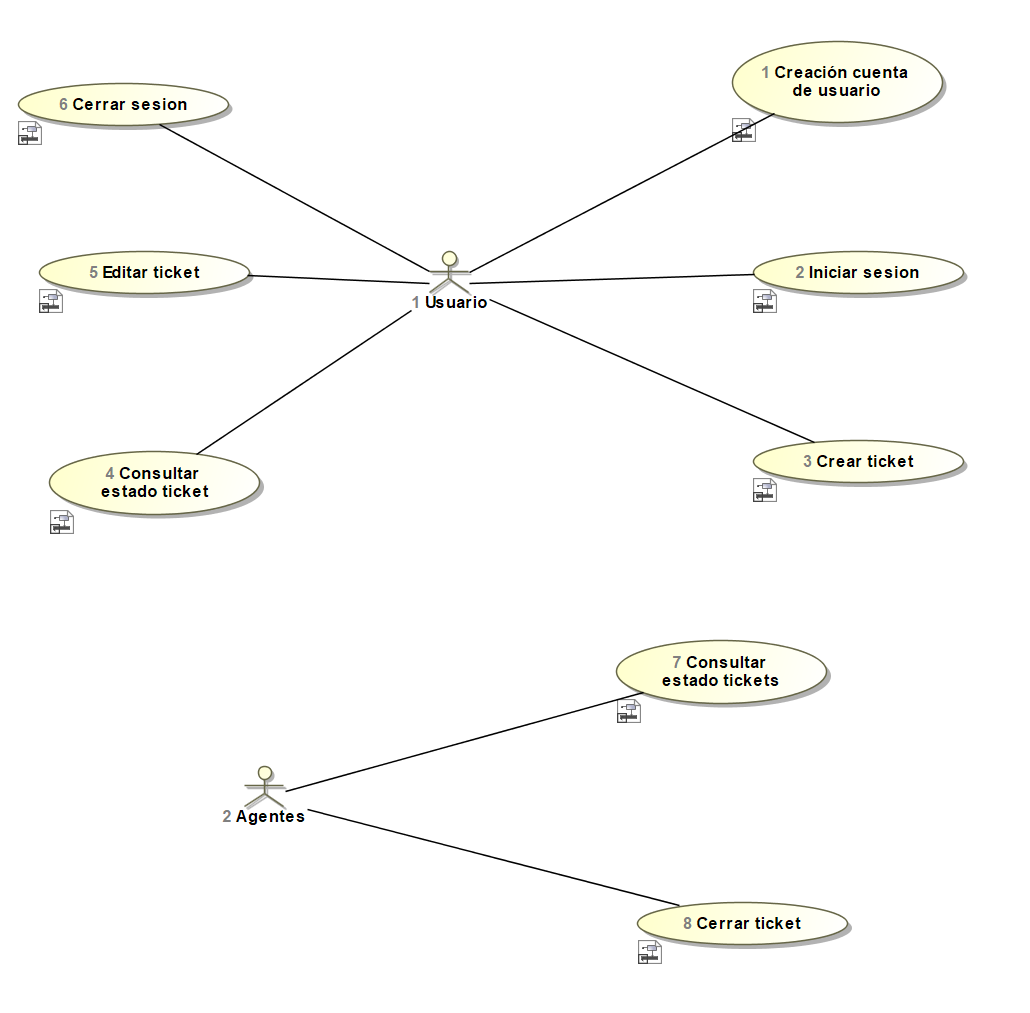 1 Creación cuenta
de usuario
6 Cerrar sesion
5 Editar ticket
1 Usuario
2 Iniciar sesion
4 Consultar
estado ticket
3 Crear ticket
7 Consultar
estado tickets
2 Agentes
8 Cerrar ticket